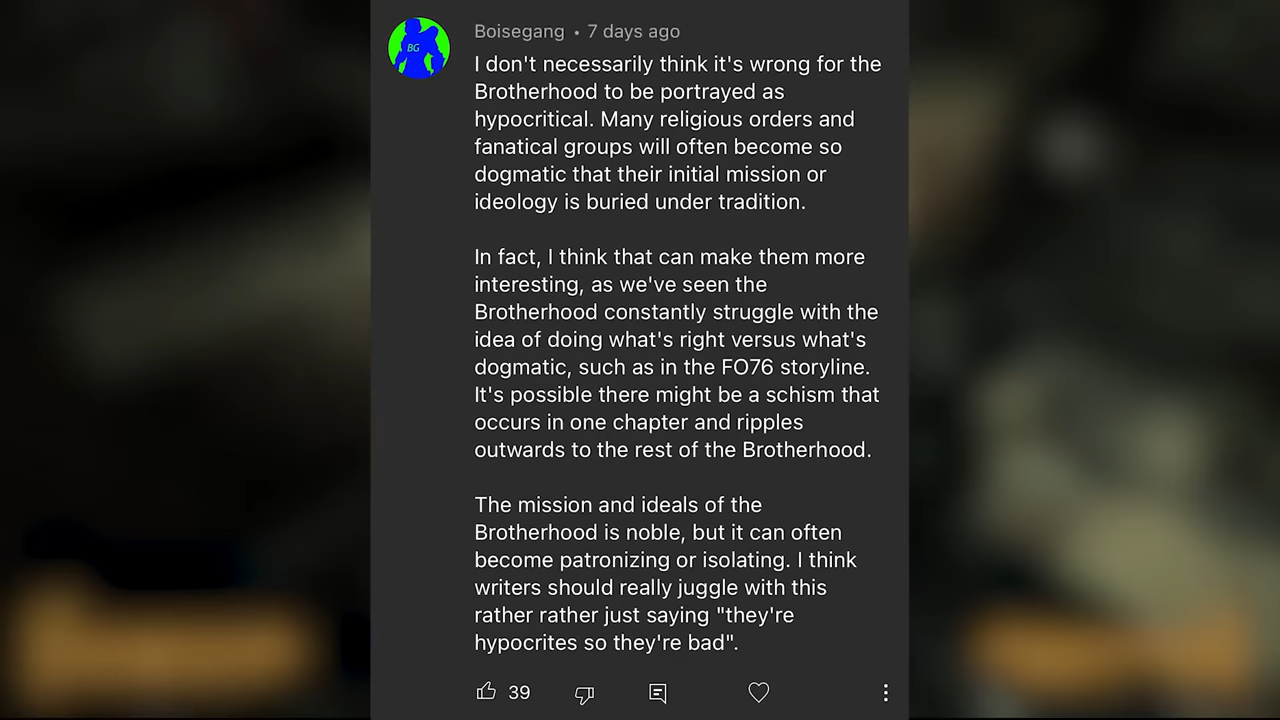 BG
Boisegang • 7 days ago
I don't necessarily think it's wrong for the
Brotherhood to be portrayed as
hypocritical. Many religious orders and
fanatical groups will often become so
dogmatic that their initial mission or
ideology is buried under tradition.
In fact, I think that can make them more
interesting, as we've seen the
Brotherhood constantly struggle with the
idea of doing what's right versus what's
dogmatic, such as in the FO76 storyline.
It's possible there might be a schism that
occurs in one chapter and ripples
outwards to the rest of the Brotherhood.
The mission and ideals of the
Brotherhood is noble, but it can often
become patronizing or isolating. I think
writers should really juggle with this
rather rather just saying "they're
hypocrites so they're bad".
39